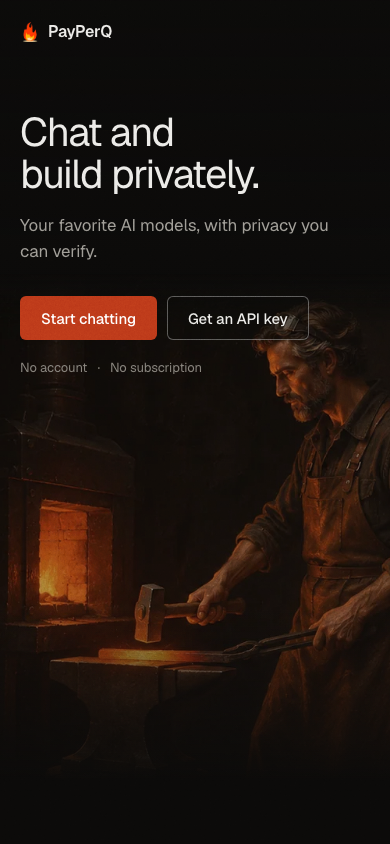 PayPerQ
Chat and
build privately.
Your favorite AI models, with privacy you
can verify.
Start chatting
Get an API key
No account · No subscription